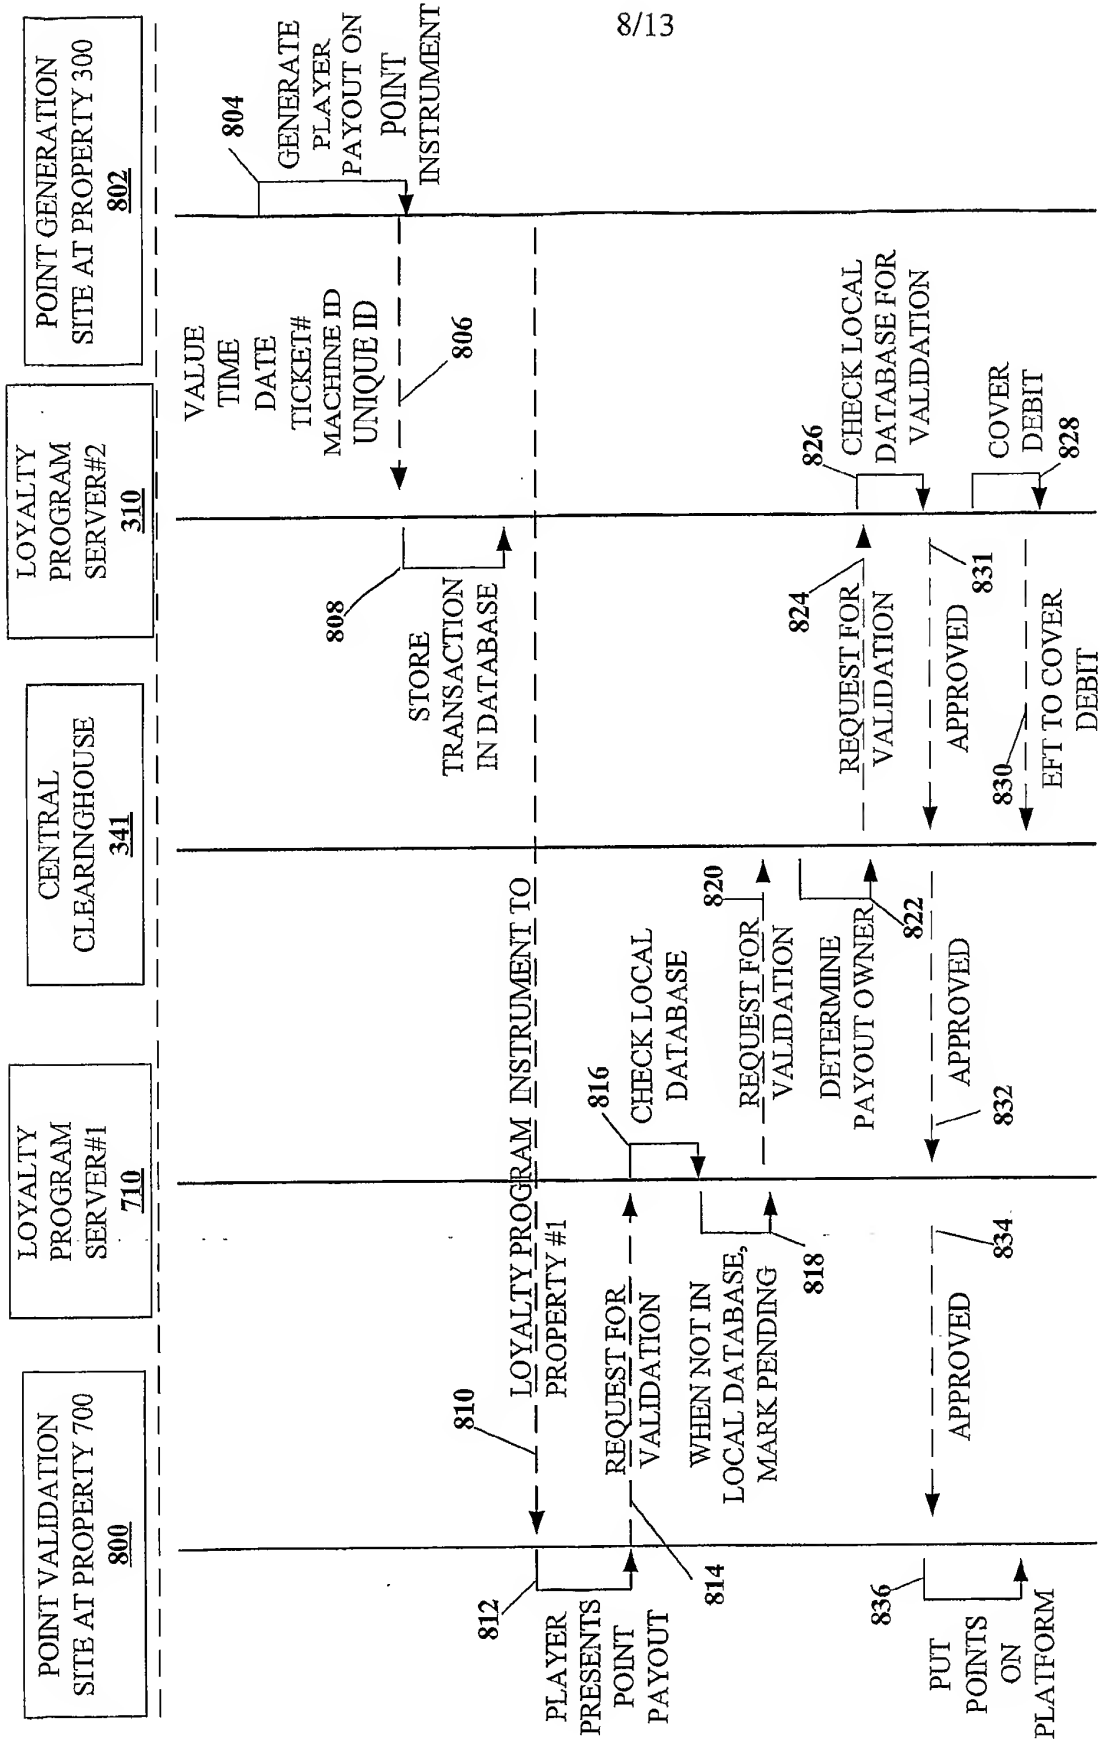 8/13
POINT VALIDATION
SITE AT PROPERTY 700
800
LOYALTY
PROGRAM
SERVER#1
710
CENTRAL
CLEARINGHOUSE
341
LOYALTY
PROGRAM
SERVER#2
310
POINT GENERATION
SITE AT PROPERTY 300
802
804
GENERATE
PLAYER
PAYOUT ON
POINT
INSTRUMENT
VALUE
TIME
DATE
TICKET#
MACHINE ID
UNIQUE ID
806
808
STORE
TRANSACTION
IN DATABASE
810
LOYALTY PROGRAM INSTRUMENT TO
PROPERTY #1
812
PLAYER
PRESENTS
POINT
PAYOUT
814
REQUEST FOR
VALIDATION
816
CHECK LOCAL
DATABASE
WHEN NOT IN
LOCAL DATABASE,
MARK PENDING
818
820
REQUEST FOR
VALIDATION
DETERMINE
PAYOUT OWNER
822
824
REQUEST FOR
VALIDATION
826
CHECK LOCAL
DATABASE FOR
VALIDATION
COVER
DEBIT
828
831
APPROVED
830
EFT TO COVER
DEBIT
APPROVED
832
834
APPROVED
836
PUT
POINTS
ON
PLATFORM